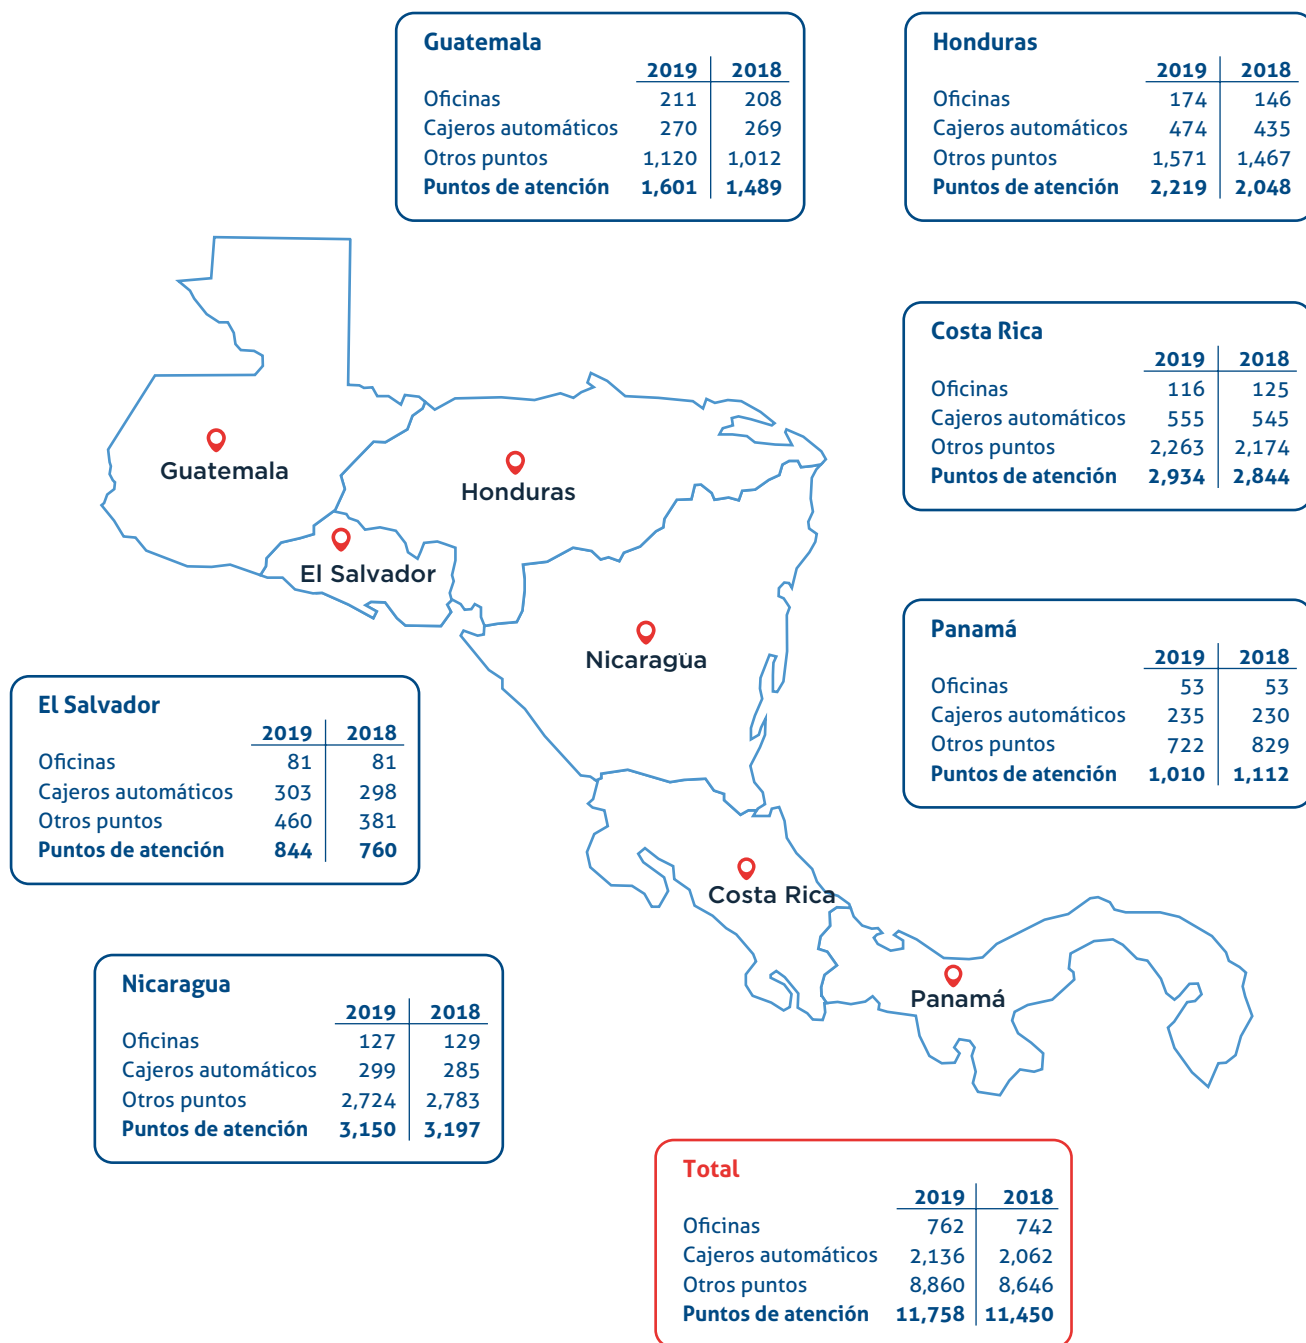 Guatemala
2019 2018
Oficinas 211 208
Cajeros automáticos 270 269
Otros puntos 1,120 1,012
Puntos de atención 1,601 1,489
Honduras
2019 2018
Oficinas 174 146
Cajeros automáticos 474 435
Otros puntos 1,571 1,467
Puntos de atención 2,219 2,048
Costa Rica
2019 2018
Oficinas 116 125
Cajeros automáticos 555 545
Otros puntos 2,263 2,174
Puntos de atención 2,934 2,844
Guatemala
Honduras
El Salvador
Nicaragüa
Costa Rica
Panamá
Panamá
2019 2018
Oficinas 53 53
Cajeros automáticos 235 230
Otros puntos 722 829
Puntos de atención 1,010 1,112
El Salvador
2019 2018
Oficinas 81 81
Cajeros automáticos 303 298
Otros puntos 460 381
Puntos de atención 844 760
Nicaragua
2019 2018
Oficinas 127 129
Cajeros automáticos 299 285
Otros puntos 2,724 2,783
Puntos de atención 3,150 3,197
Total
2019 2018
Oficinas 762 742
Cajeros automáticos 2,136 2,062
Otros puntos 8,860 8,646
Puntos de atención 11,758 11,450